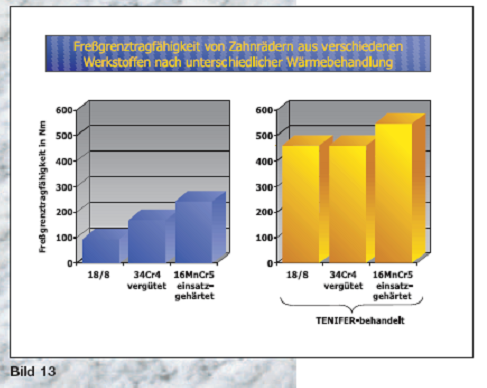 Freßgrenztragfähigkeit von Zahnrädern aus verschiedenen
Werkstoffen nach unterschiedlicher Wärmebehandlung
Freßgrenztragfähigkeit in Nm
600
500
400
300
200
100
0
18/8
34Cr4
vergütet
16MnCr5
einsatz-
gehärtet
600
500
400
300
200
100
0
18/8
34Cr4
vergütet
16MnCr5
einsatz-
gehärtet
TENIFER-behandelt
Bild 13